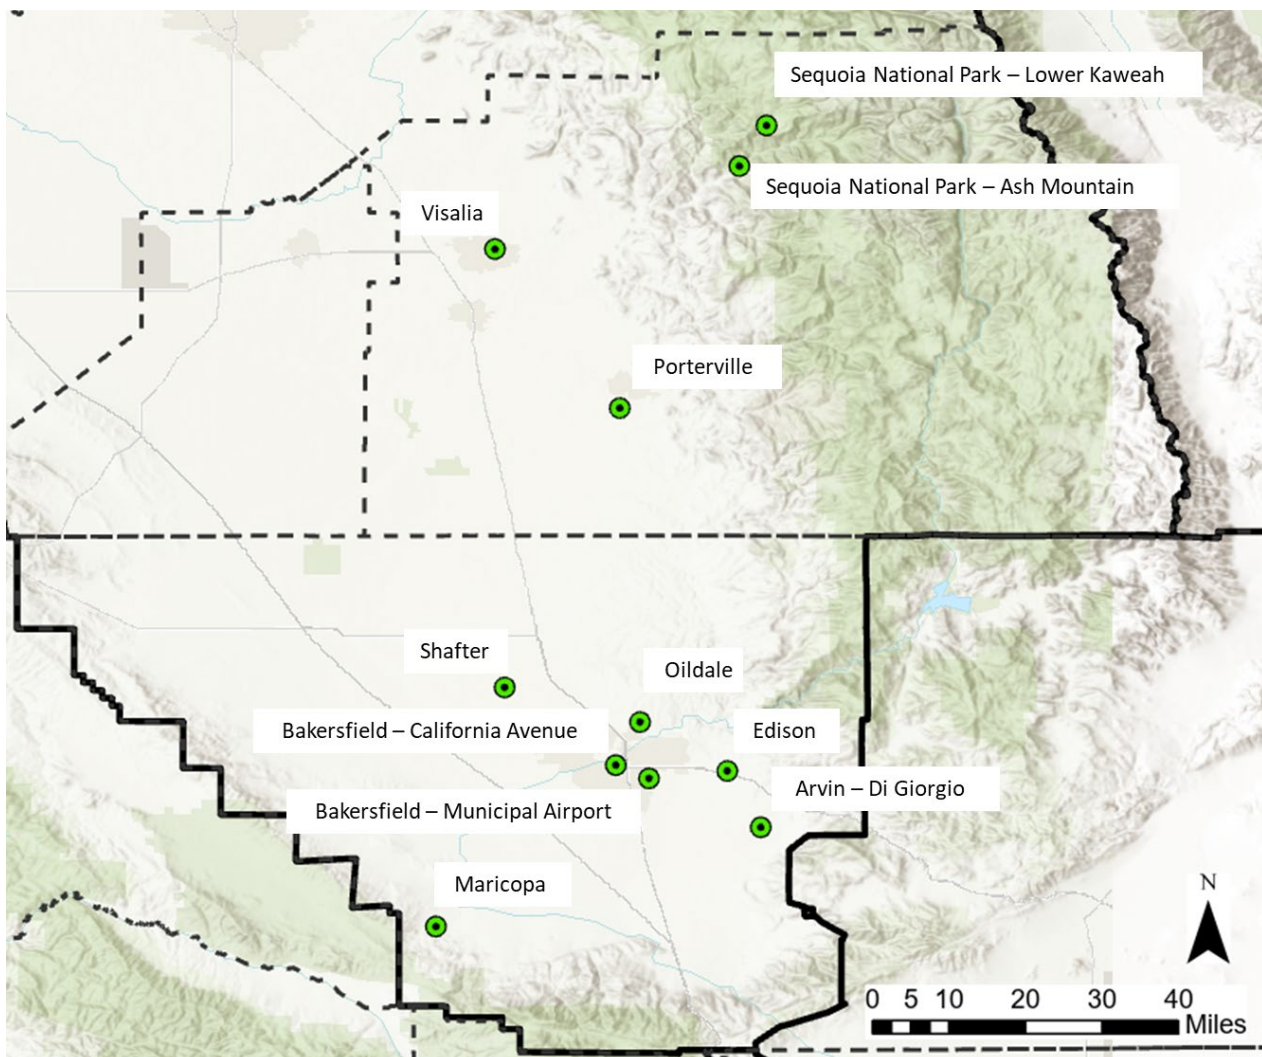 Sequoia National Park – Lower Kaweah
Sequoia National Park – Ash Mountain
Visalia
Porterville
Shafter
Oildale
Bakersfield – California Avenue
Edison
Arvin – Di Giorgio
Bakersfield – Municipal Airport
Maricopa
N
0 5 10 20 30 40
Miles